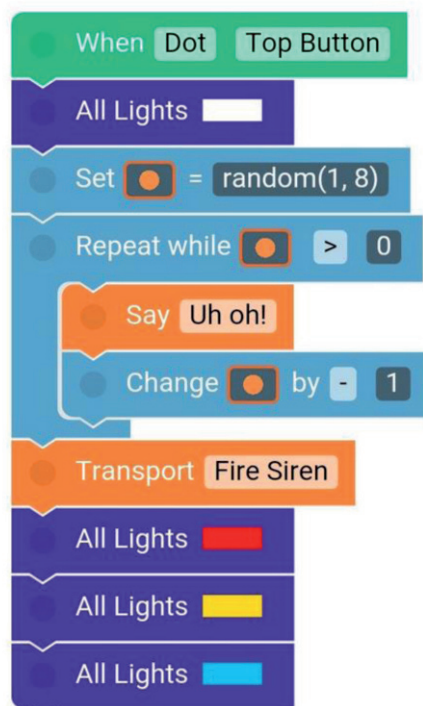 When Dot Top Button
All Lights
Set = random(1, 8)
Repeat while > 0
Say Uh oh!
Change by - 1
Transport Fire Siren
All Lights
All Lights
All Lights